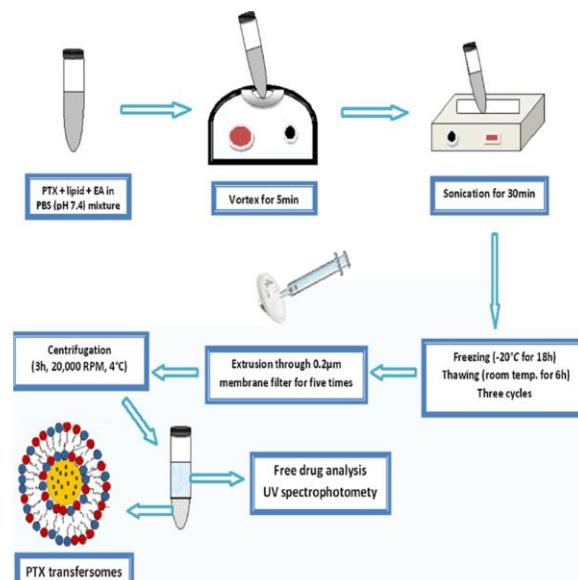 PTX + lipid + EA in
PBS (pH 7.4) mixture
Vortex for 5min
Sonication for 30min
Freezing (-20°C for 18h)
Thawing (room temp. for 6h)
Three cycles
Extrusion through 0.2µm
membrane filter for five times
Centrifugation
(3h, 20,000 RPM, 4°C)
Free drug analysis
UV spectrophotomety
PTX transfersomes